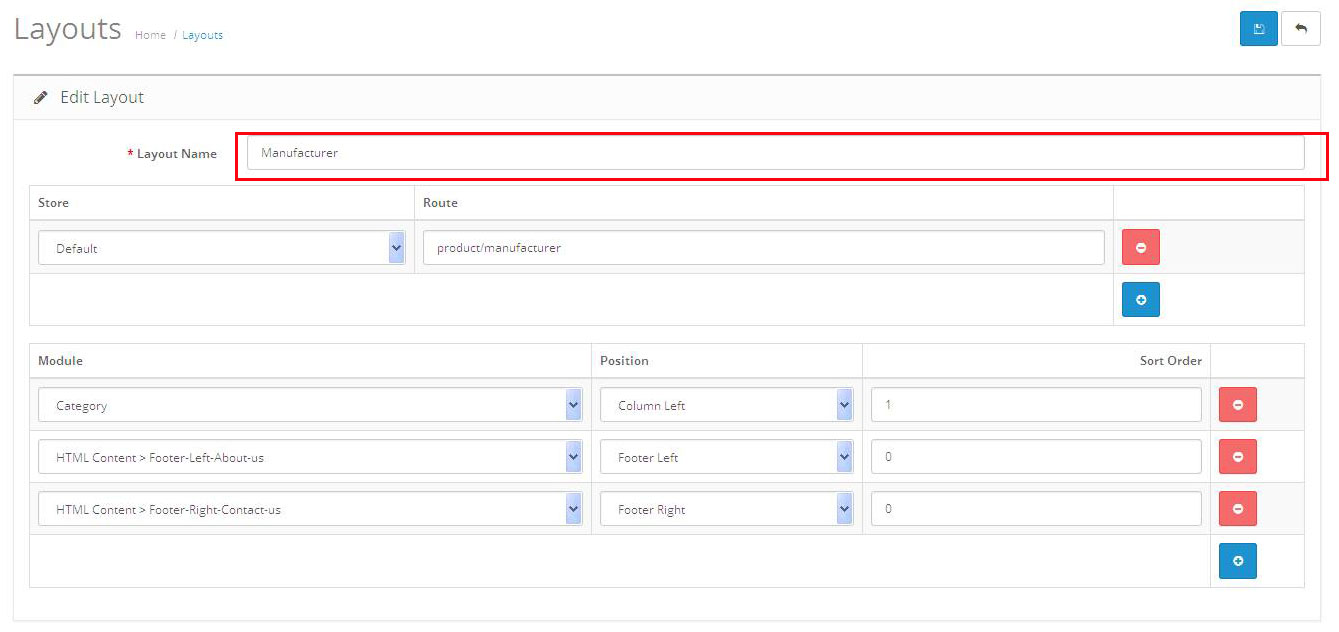 Layouts Home / Layouts
Edit Layout
* Layout Name Manufacturer
Store Route
Default product/manufacturer
Module Position Sort Order
Category Column Left 1
HTML Content > Footer-Left-About-us Footer Left 0
HTML Content > Footer-Right-Contact-us Footer Right 0